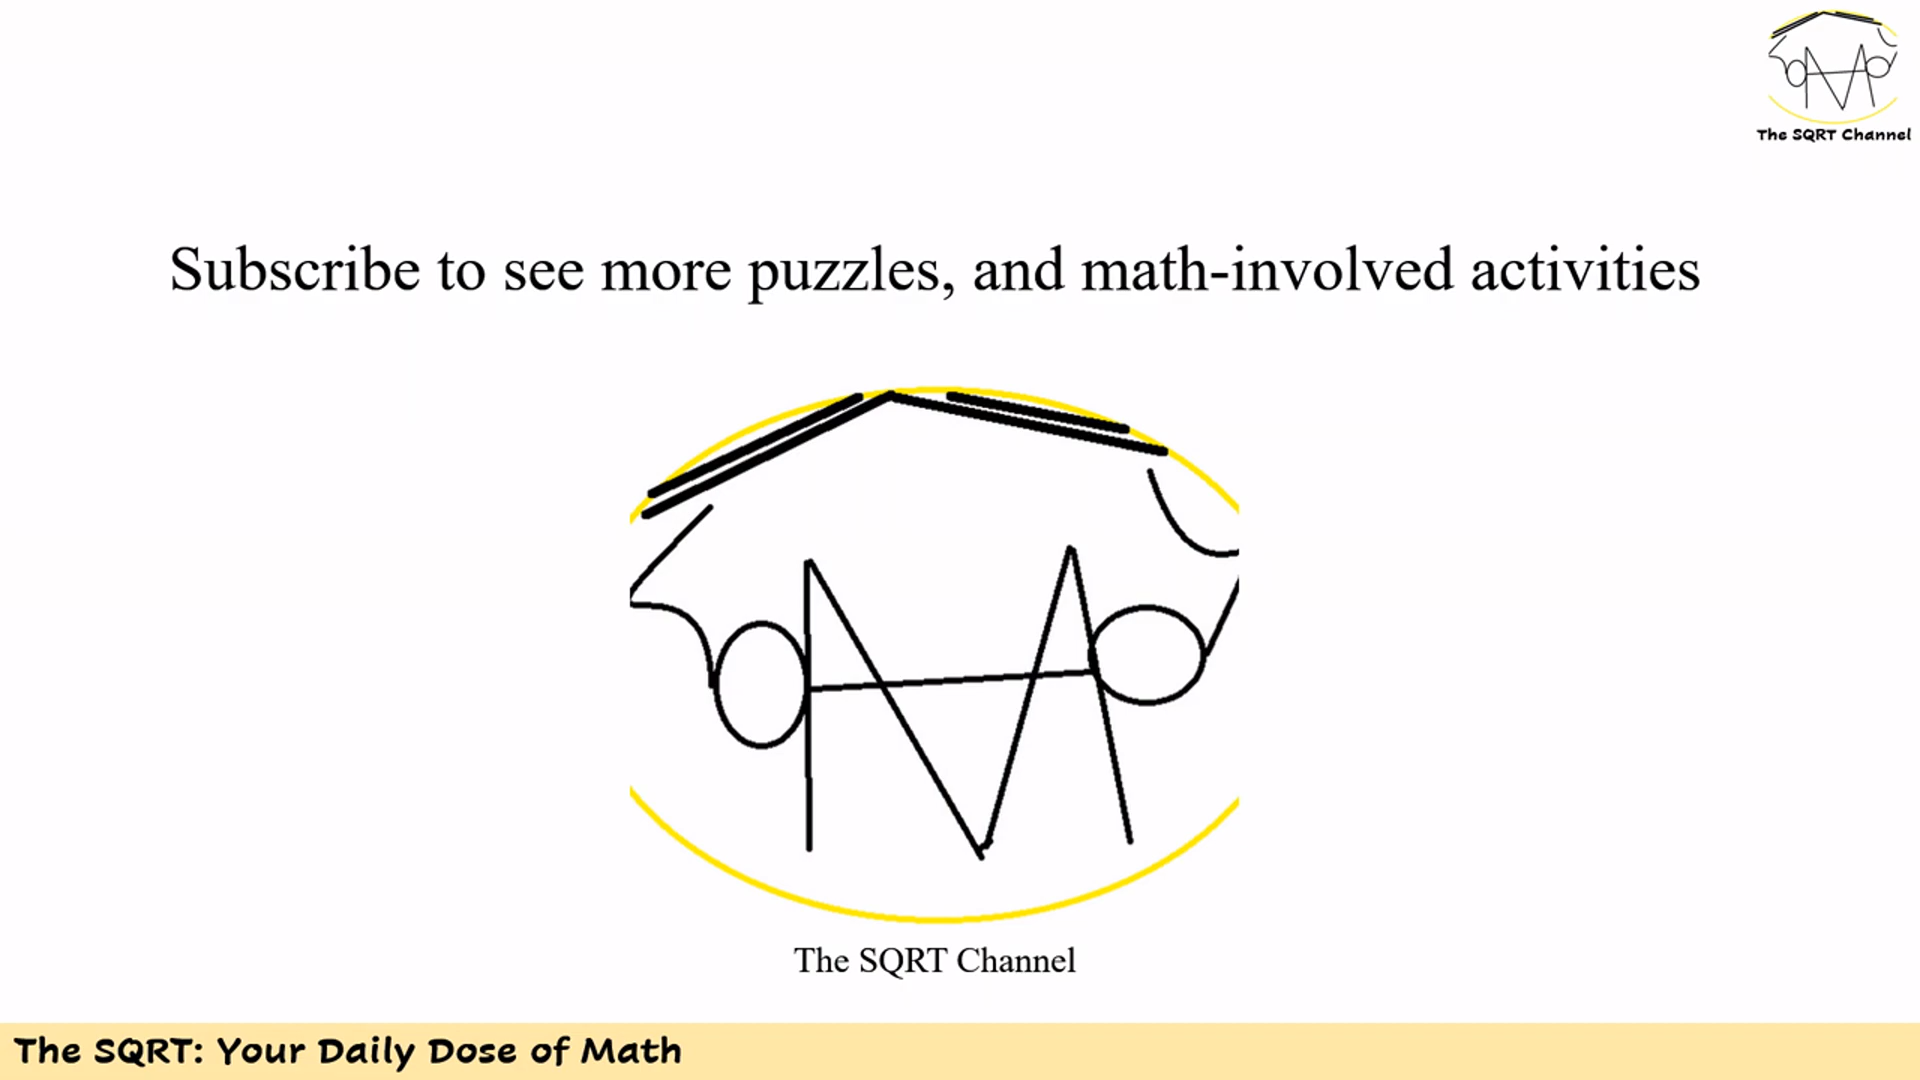 The SQRT Channel
Subscribe to see more puzzles, and math-involved activities
The SQRT Channel
The SQRT: Your Daily Dose of Math